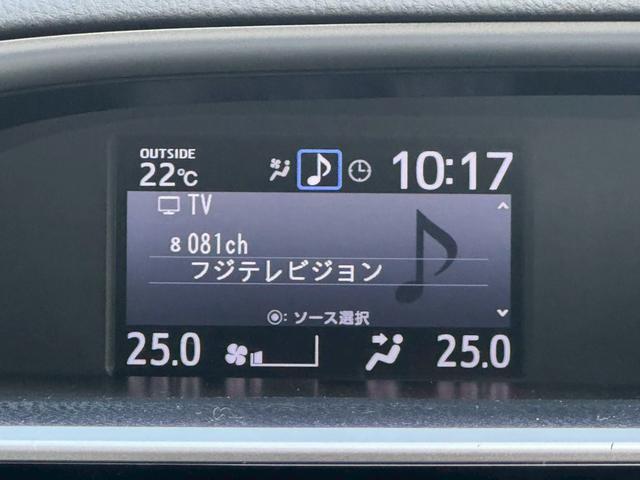 OUTSIDE
22℃
10:17
TV
8 081ch
フジテレビジョン
◉: ソース選択
25.0
25.0